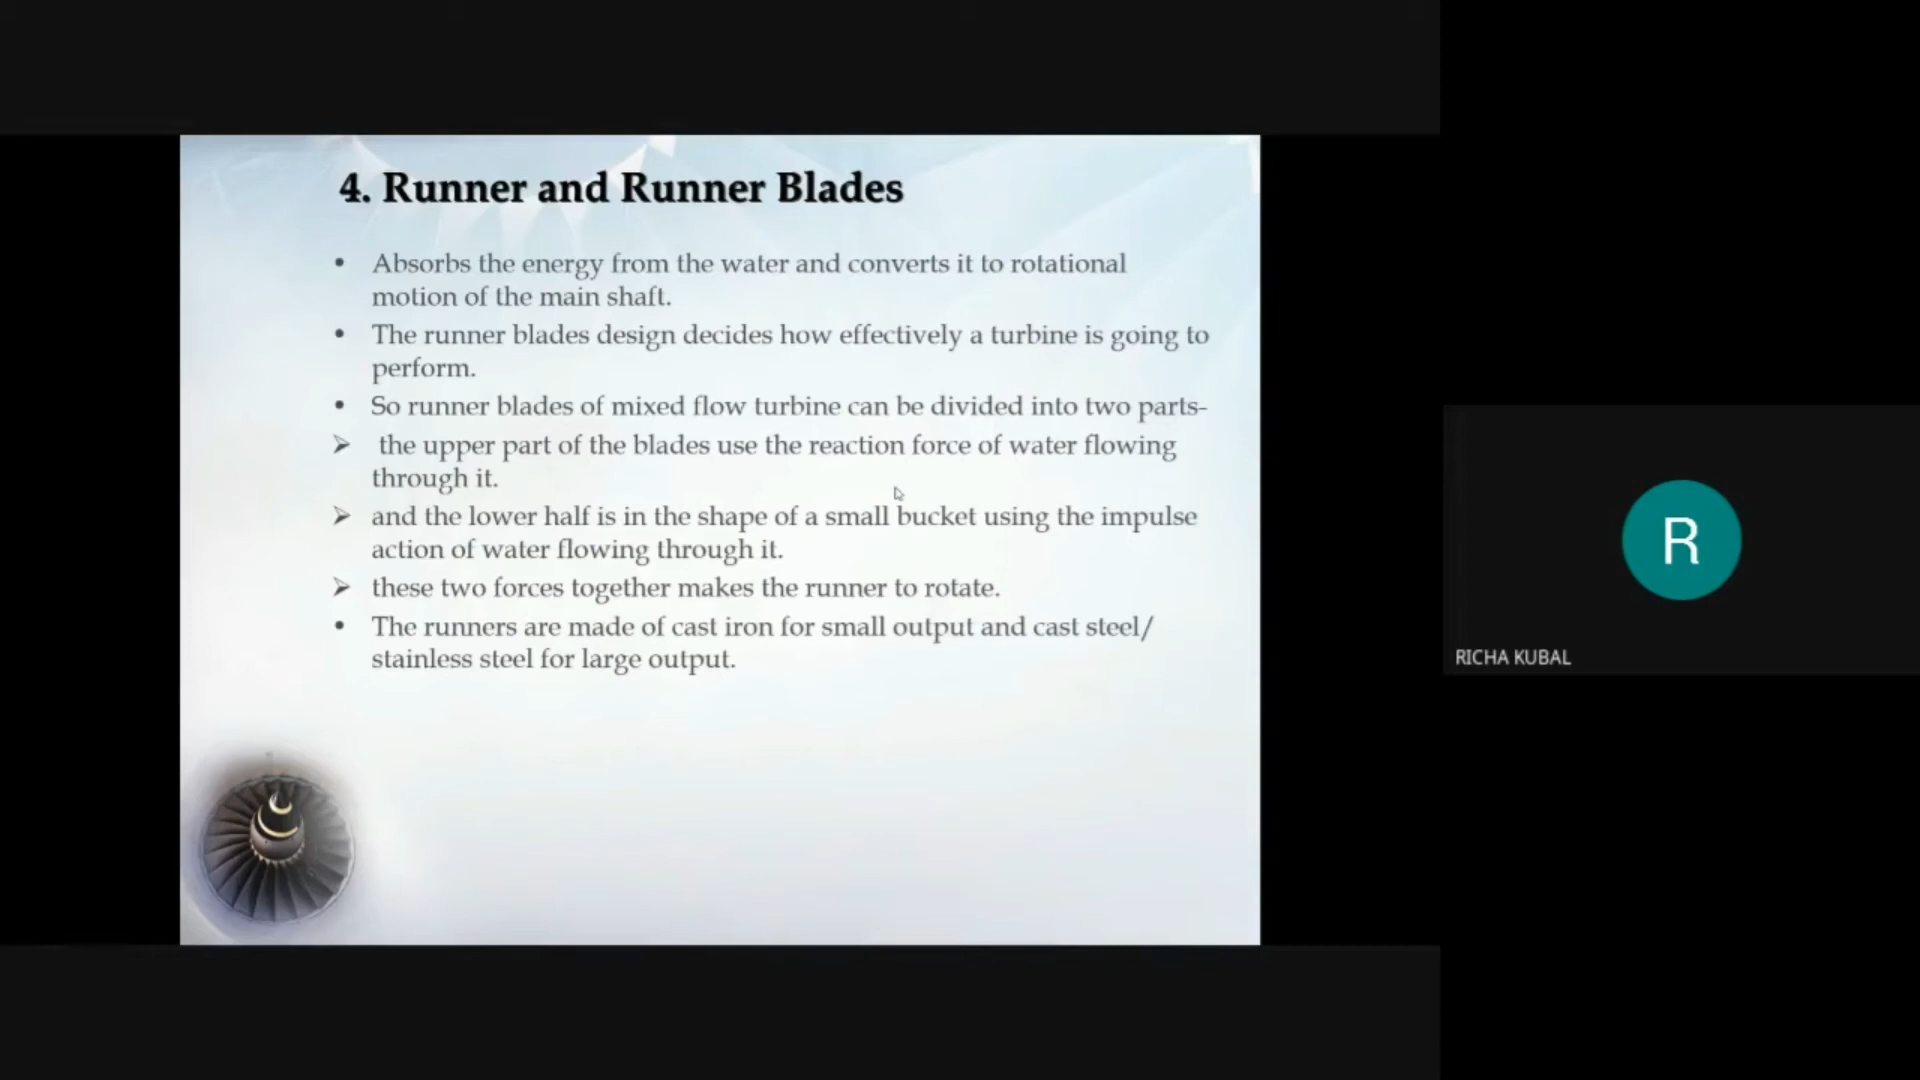 4. Runner and Runner Blades
• Absorbs the energy from the water and converts it to rotational
motion of the main shaft.
• The runner blades design decides how effectively a turbine is going to
perform.
• So runner blades of mixed flow turbine can be divided into two parts-
➢ the upper part of the blades use the reaction force of water flowing
through it.
➢ and the lower half is in the shape of a small bucket using the impulse
action of water flowing through it.
➢ these two forces together makes the runner to rotate.
• The runners are made of cast iron for small output and cast steel/
stainless steel for large output.
R
RICHA KUBAL